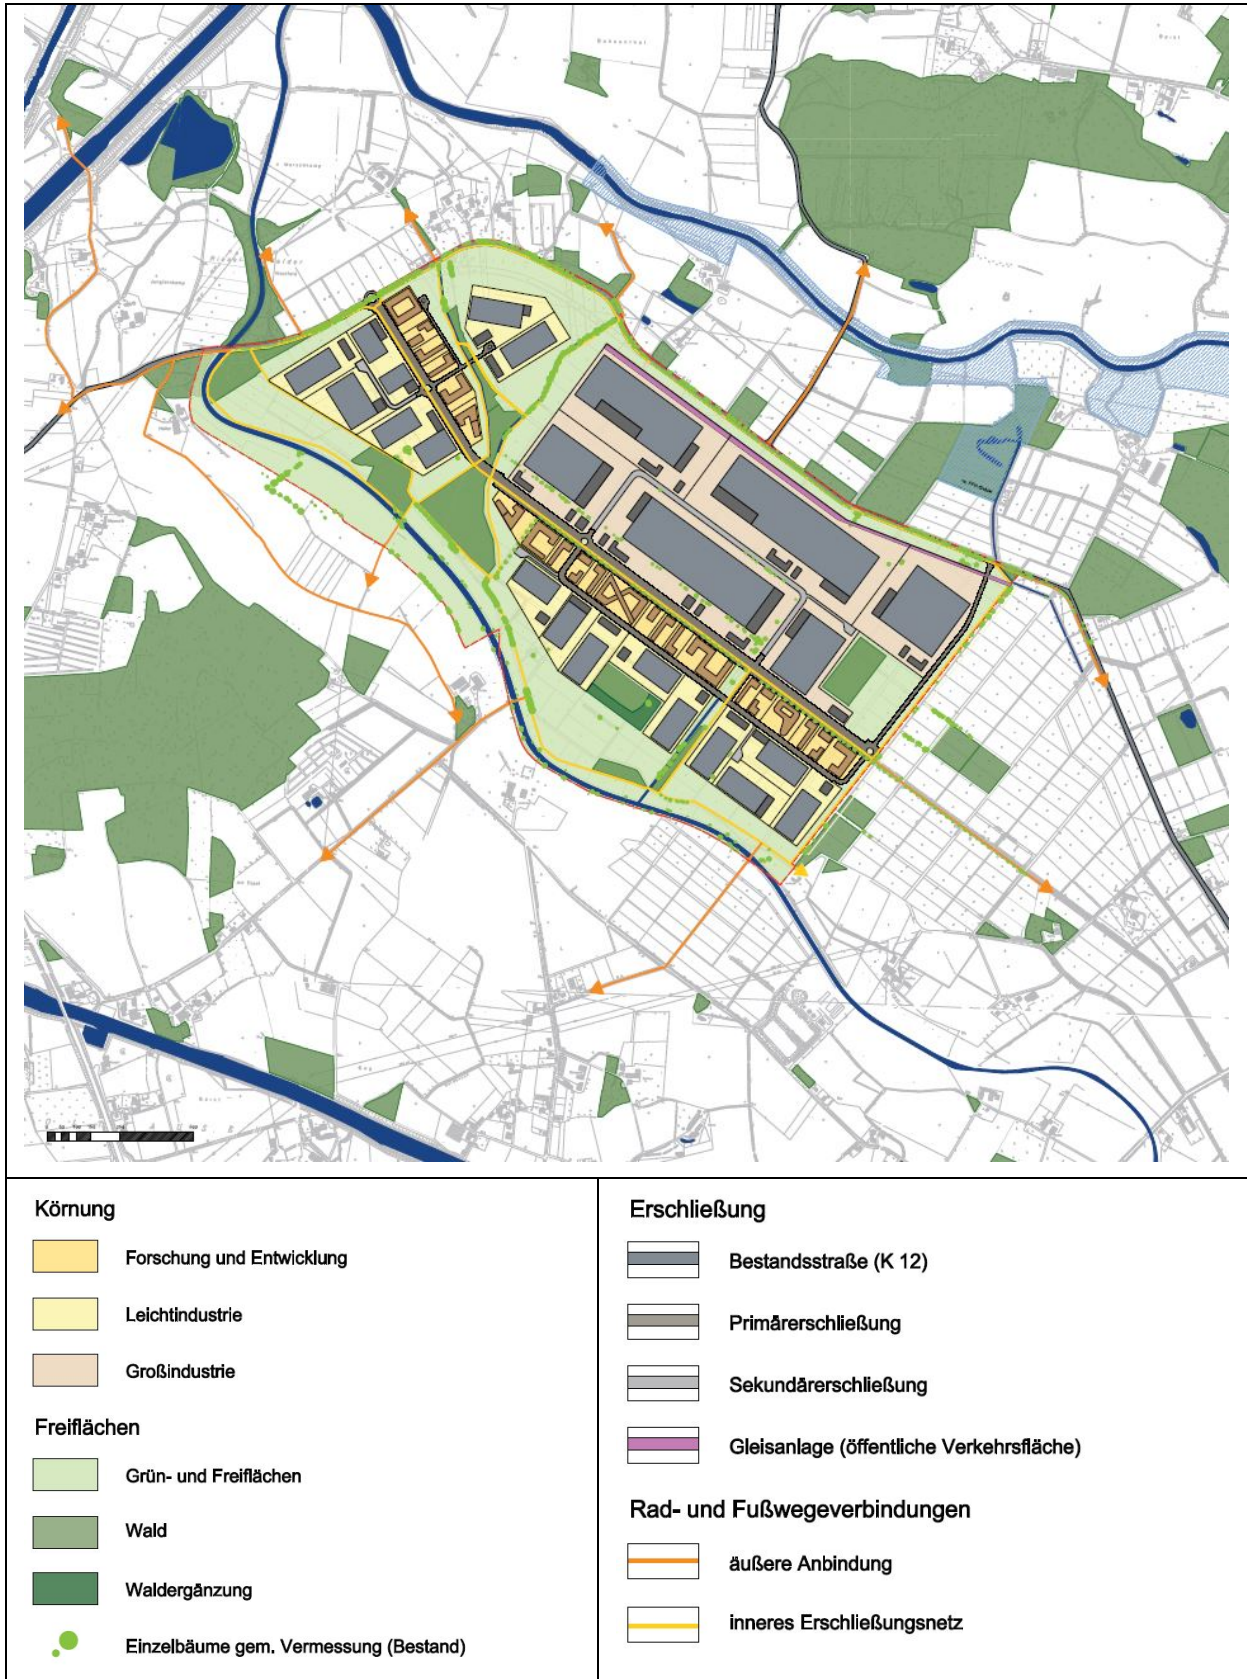 Körnung
Forschung und Entwicklung
Leichtindustrie
Großindustrie
Freiflächen
Grün- und Freiflächen
Wald
Waldergänzung
Einzelbäume gem. Vermessung (Bestand)
Erschließung
Bestandsstraße (K 12)
Primärerschließung
Sekundärerschließung
Gleisanlage (öffentliche Verkehrsfläche)
Rad- und Fußwegeverbindungen
äußere Anbindung
inneres Erschließungsnetz